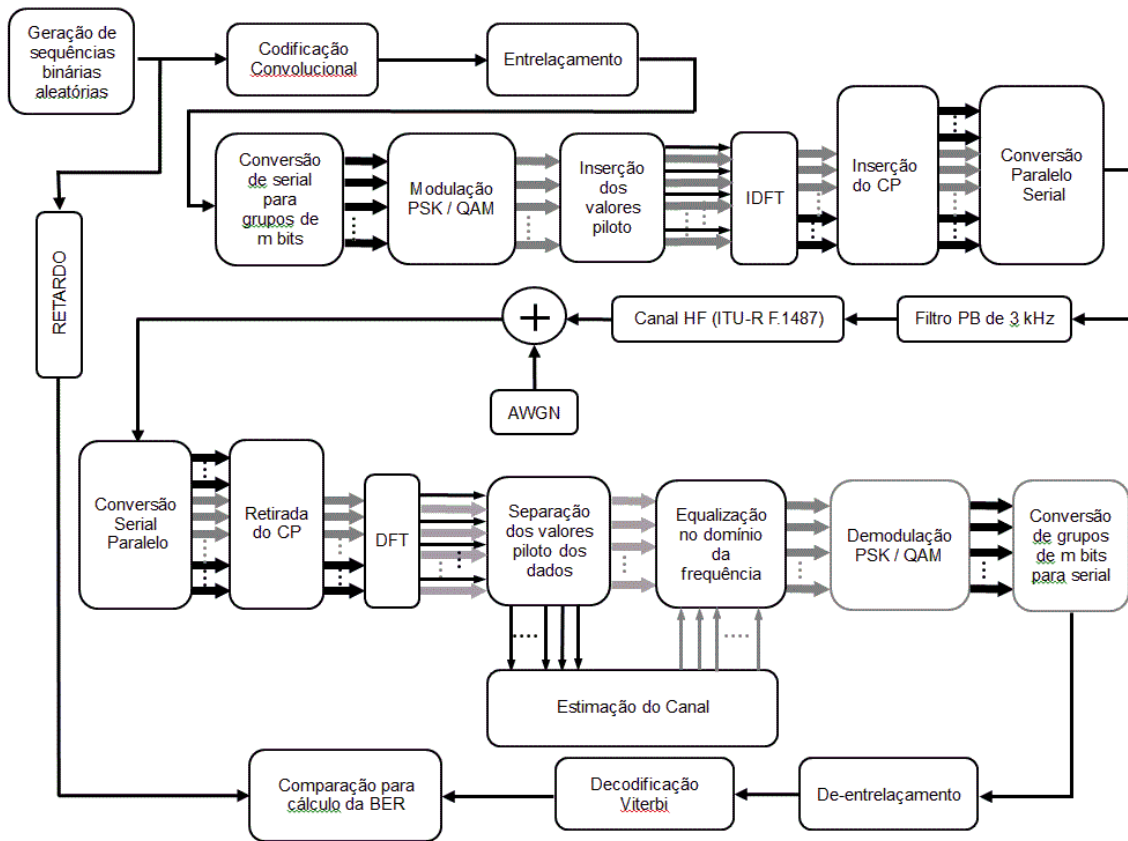 Geração de
sequências
binárias
aleatórias
Codificação
Convolucional
Entrelaçamento
Conversão
de serial
para
grupos de
m bits
Modulação
PSK / QAM
Inserção
dos
valores
piloto
IDFT
Inserção
do CP
Conversão
Paralelo
Serial
RETARDO
Filtro PB de 3 kHz
Canal HF (ITU-R F.1487)
+
AWGN
Conversão
Serial
Paralelo
Retirada
do CP
DFT
Separação
dos valores
piloto dos
dados
Equalização
no domínio
da
frequência
Demodulação
PSK / QAM
Conversão
de grupos
de m bits
para serial
Estimação do Canal
De-entrelaçamento
Decodificação
Viterbi
Comparação para
cálculo da BER